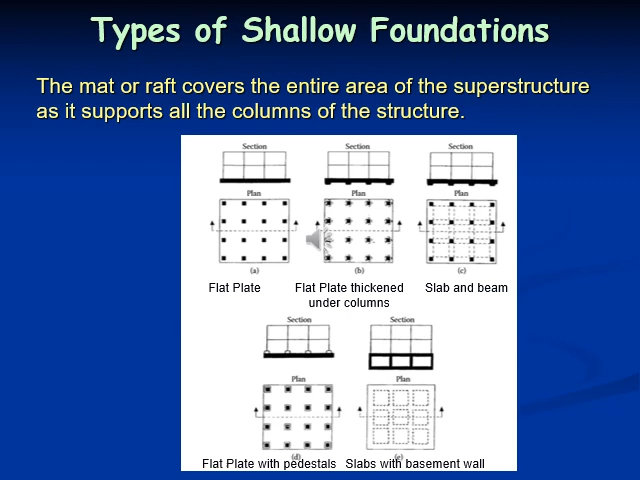 Types of Shallow Foundations
The mat or raft covers the entire area of the superstructure
as it supports all the columns of the structure.
Section Section Section
Plan Plan Plan
(a) (b) (c)
Flat Plate Flat Plate thickened Slab and beam
under columns
Section Section
Plan Plan
(d) (e)
Flat Plate with pedestals Slabs with basement wall